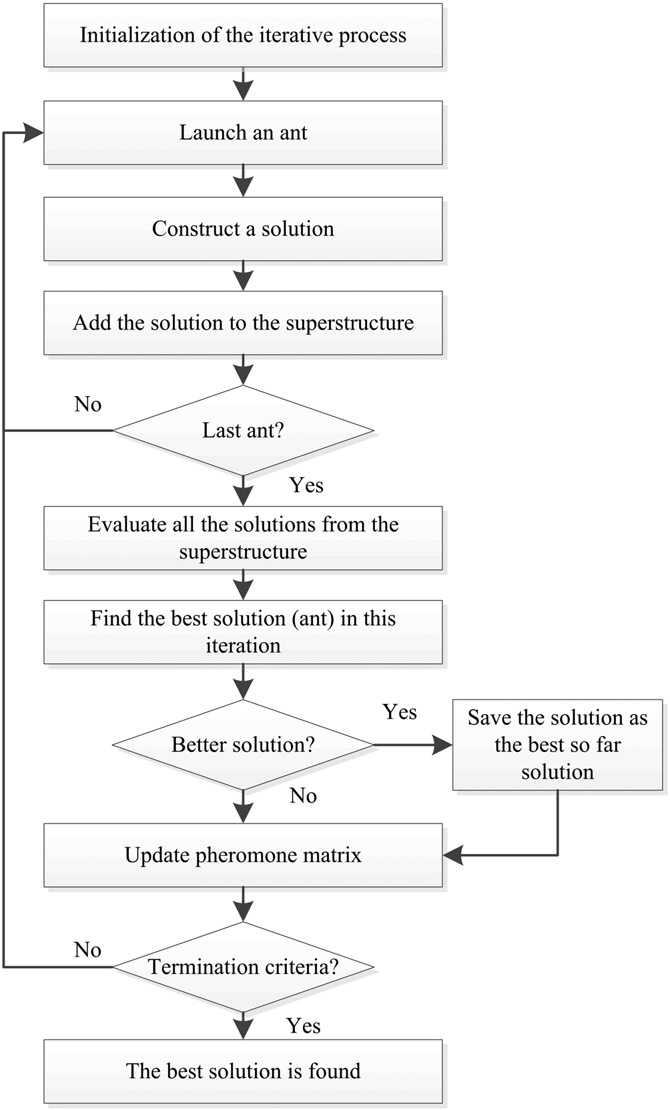 Initialization of the iterative process
Launch an ant
Construct a solution
Add the solution to the superstructure
No
Last ant?
Yes
Evaluate all the solutions from the
superstructure
Find the best solution (ant) in this
iteration
Better solution?
Yes
Save the solution as
the best so far
solution
No
Update pheromone matrix
No
Termination criteria?
Yes
The best solution is found